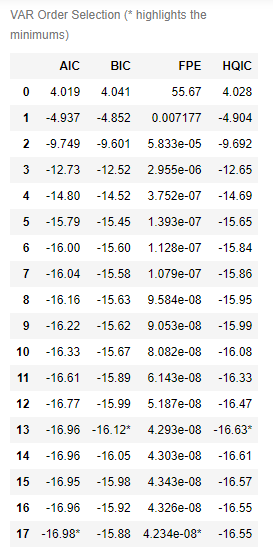 VAR Order Selection (* highlights the
minimums)
AIC BIC FPE HQIC
0 4.019 4.041 55.67 4.028
1 -4.937 -4.852 0.007177 -4.904
2 -9.749 -9.601 5.833e-05 -9.692
3 -12.73 -12.52 2.955e-06 -12.65
4 -14.80 -14.52 3.752e-07 -14.69
5 -15.79 -15.45 1.393e-07 -15.65
6 -16.00 -15.60 1.128e-07 -15.84
7 -16.04 -15.58 1.079e-07 -15.86
8 -16.16 -15.63 9.584e-08 -15.95
9 -16.22 -15.62 9.053e-08 -15.99
10 -16.33 -15.67 8.082e-08 -16.08
11 -16.61 -15.89 6.143e-08 -16.33
12 -16.77 -15.99 5.187e-08 -16.47
13 -16.96 -16.12* 4.293e-08 -16.63*
14 -16.96 -16.05 4.303e-08 -16.61
15 -16.95 -15.98 4.343e-08 -16.57
16 -16.96 -15.92 4.326e-08 -16.55
17 -16.98* -15.88 4.234e-08* -16.55